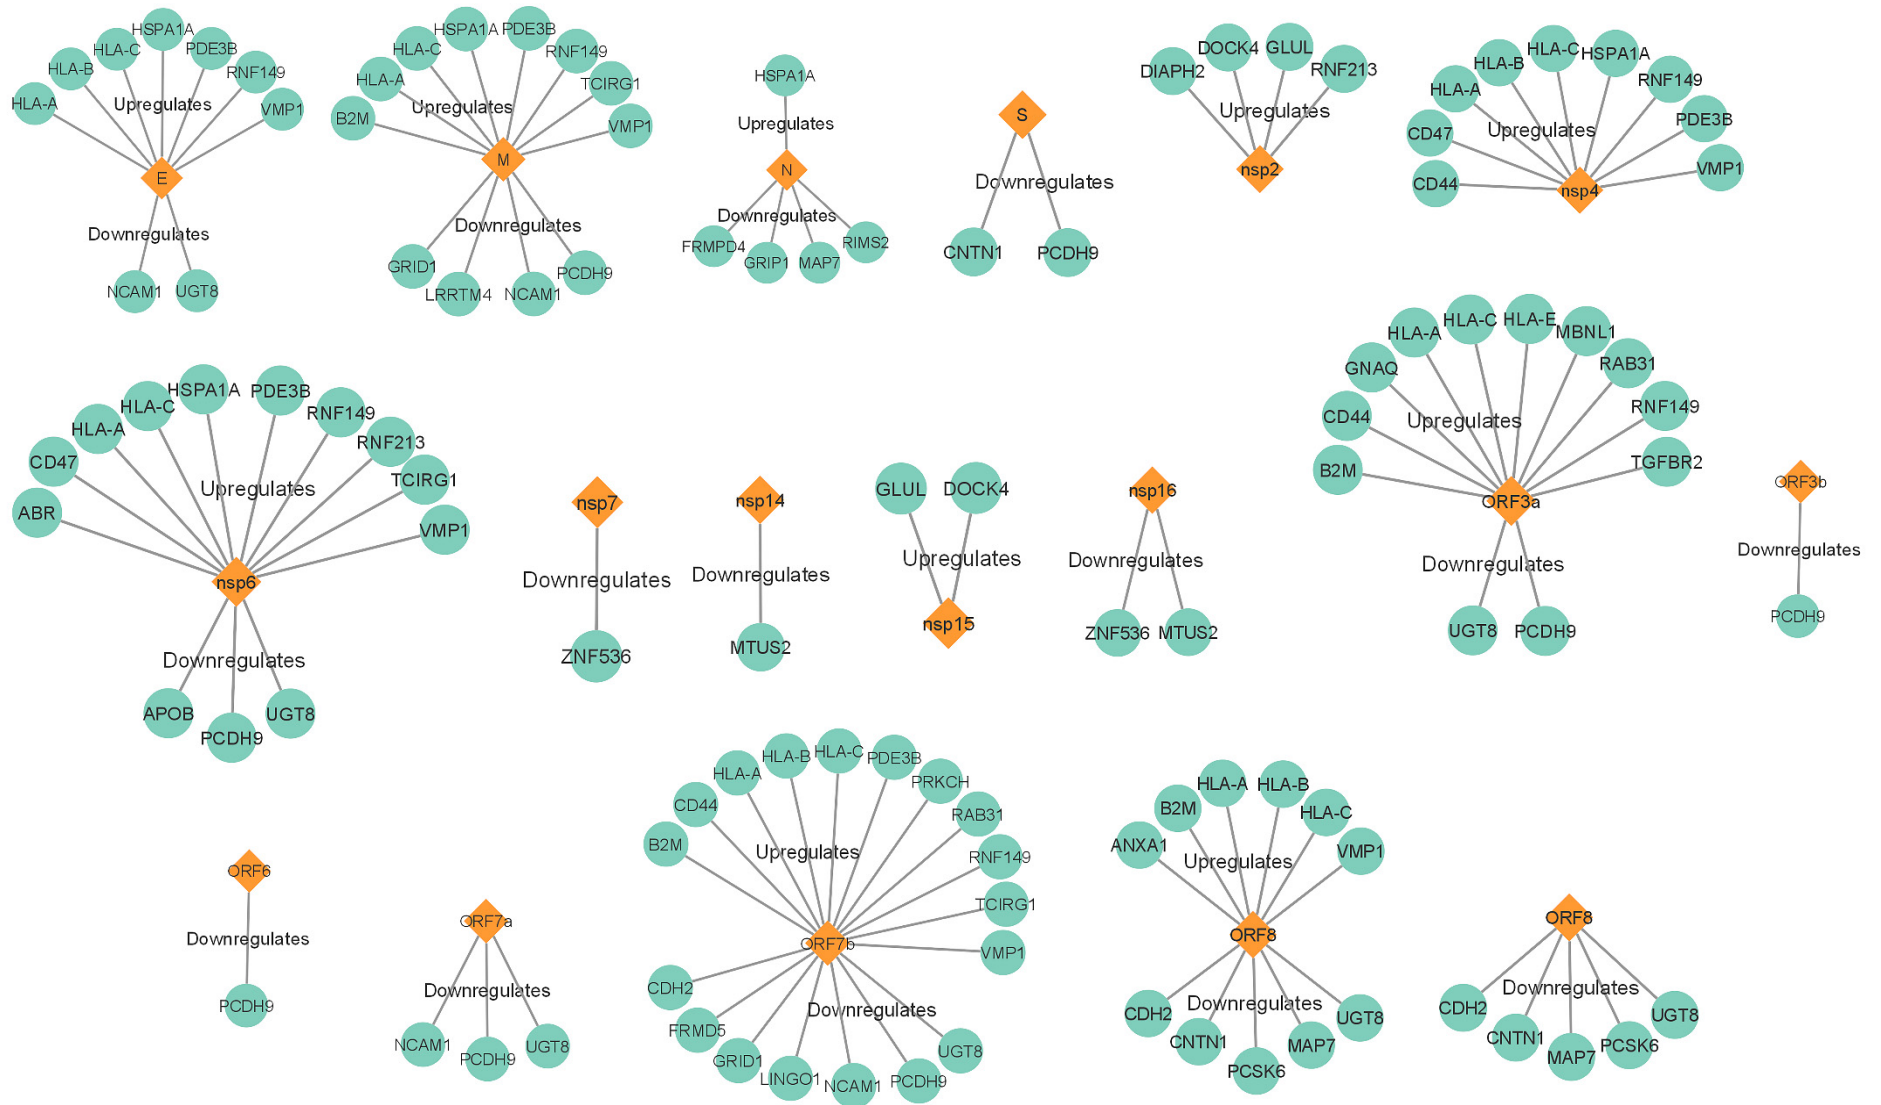 HLA-A
HLA-B
HLA-C
HSPA1A
PDE3B
RNF149
VMP1
Upregulates
E
Downregulates
NCAM1
UGT8
B2M
HLA-A
HLA-C
HSPA1A
PDE3B
RNF149
TCIRG1
VMP1
Upregulates
M
Downregulates
GRID1
LRRTM4
NCAM1
PCDH9
HSPA1A
Upregulates
N
Downregulates
FRMPD4
GRIP1
MAP7
RIMS2
S
Downregulates
CNTN1
PCDH9
DIAPH2
DOCK4
GLUL
RNF213
Upregulates
nsp2
CD44
CD47
HLA-A
HLA-B
HLA-C
HSPA1A
RNF149
PDE3B
VMP1
Upregulates
nsp4
ABR
CD47
HLA-A
HLA-C
HSPA1A
PDE3B
RNF149
RNF213
TCIRG1
VMP1
Upregulates
nsp6
Downregulates
APOB
PCDH9
UGT8
nsp7
Downregulates
ZNF536
nsp14
Downregulates
MTUS2
GLUL
DOCK4
Upregulates
nsp15
nsp16
Downregulates
ZNF536
MTUS2
B2M
CD44
GNAQ
HLA-A
HLA-C
HLA-E
MBNL1
RAB31
RNF149
TGFBR2
Upregulates
ORF3a
Downregulates
UGT8
PCDH9
ORF3b
Downregulates
PCDH9
ORF6
Downregulates
PCDH9
ORF7a
Downregulates
NCAM1
PCDH9
UGT8
B2M
CD44
HLA-A
HLA-B
HLA-C
PDE3B
PRKCH
RAB31
RNF149
TCIRG1
VMP1
Upregulates
ORF7b
Downregulates
CDH2
FRMD5
GRID1
LINGO1
NCAM1
PCDH9
UGT8
ANXA1
B2M
HLA-A
HLA-B
HLA-C
VMP1
Upregulates
ORF8
Downregulates
CDH2
CNTN1
PCSK6
MAP7
UGT8
ORF8
Downregulates
CDH2
CNTN1
MAP7
PCSK6
UGT8